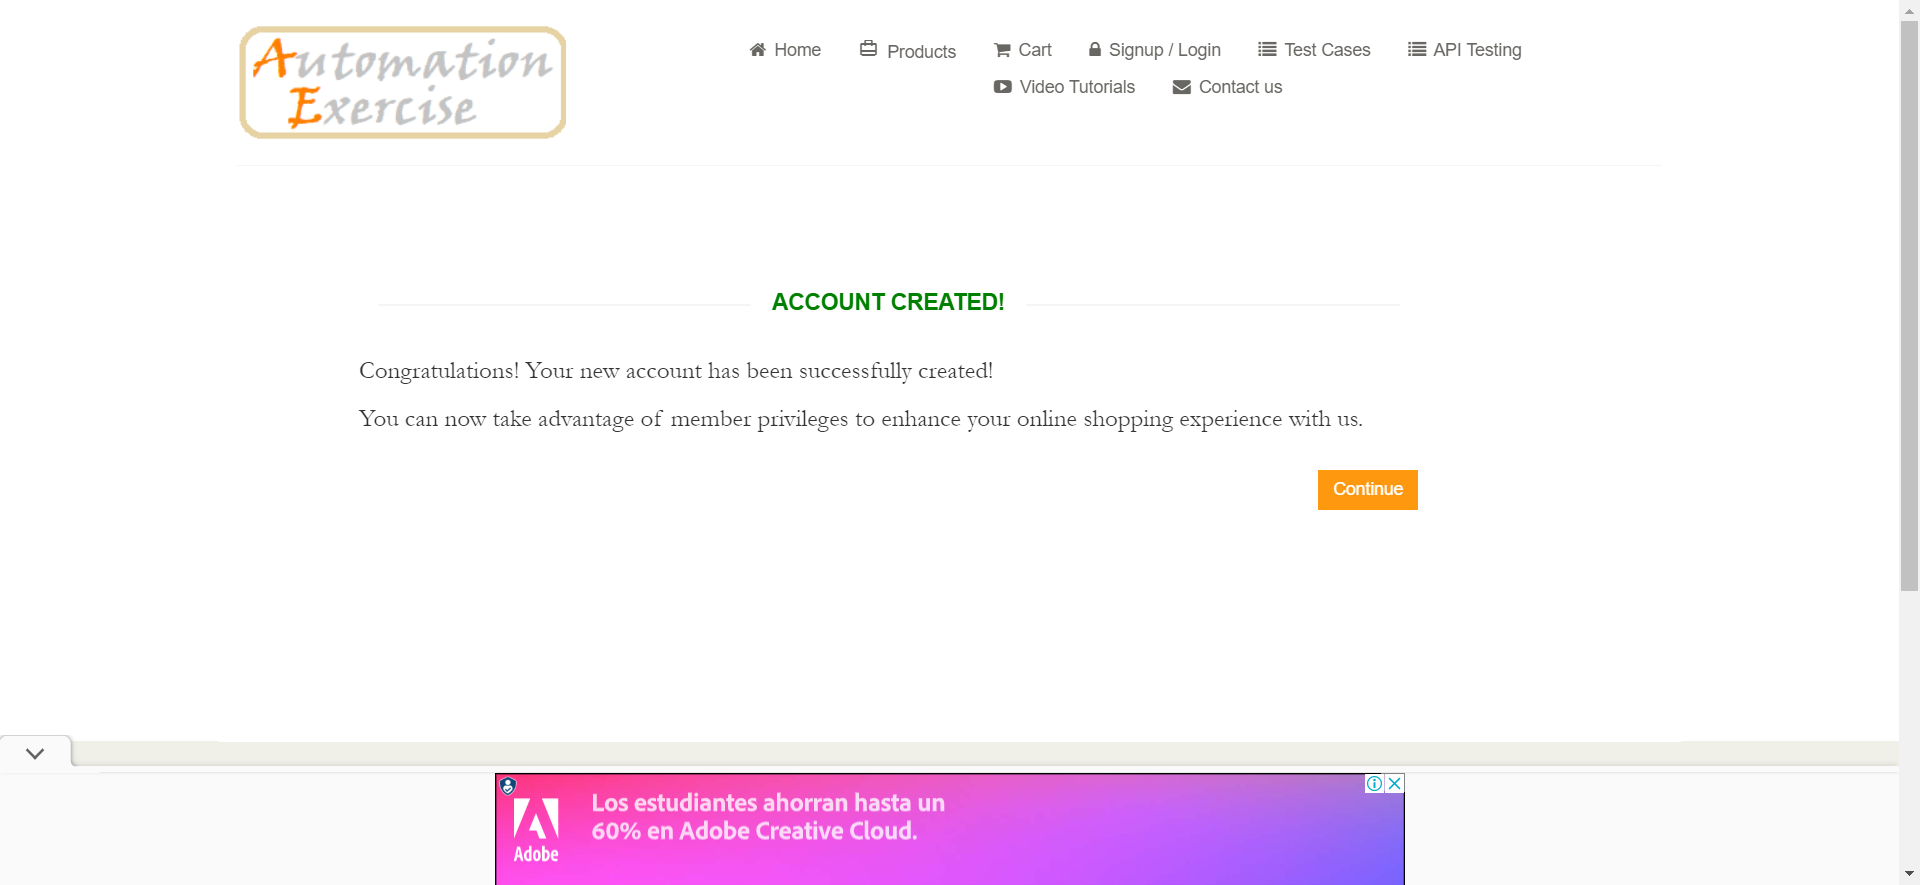 Automation
Exercise
Home
Products
Cart
Signup / Login
Test Cases
API Testing
Video Tutorials
Contact us
ACCOUNT CREATED!
Congratulations! Your new account has been successfully created!
You can now take advantage of member privileges to enhance your online shopping experience with us.
Continue
Los estudiantes ahorran hasta un
60% en Adobe Creative Cloud.
Adobe